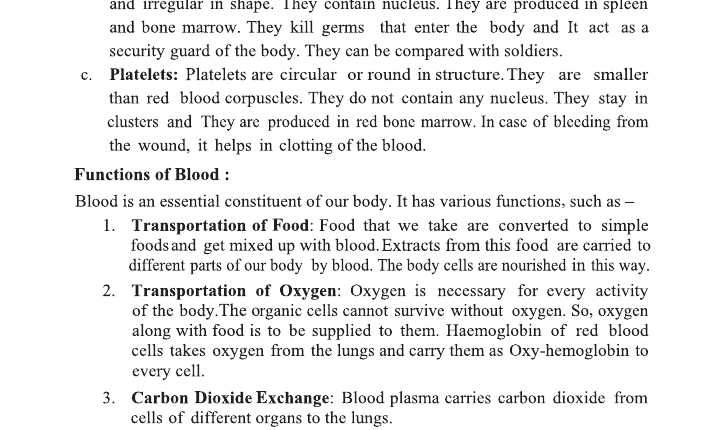 and irregular in shape. They contain nucleus. They are produced in spleen
and bone marrow. They kill germs that enter the body and It act as a
security guard of the body. They can be compared with soldiers.
c. Platelets: Platelets are circular or round in structure. They are smaller
than red blood corpuscles. They do not contain any nucleus. They stay in
clusters and They are produced in red bone marrow. In case of bleeding from
the wound, it helps in clotting of the blood.
Functions of Blood :
Blood is an essential constituent of our body. It has various functions, such as –
1. Transportation of Food: Food that we take are converted to simple
foods and get mixed up with blood. Extracts from this food are carried to
different parts of our body by blood. The body cells are nourished in this way.
2. Transportation of Oxygen: Oxygen is necessary for every activity
of the body.The organic cells cannot survive without oxygen. So, oxygen
along with food is to be supplied to them. Haemoglobin of red blood
cells takes oxygen from the lungs and carry them as Oxy-hemoglobin to
every cell.
3. Carbon Dioxide Exchange: Blood plasma carries carbon dioxide from
cells of different organs to the lungs.